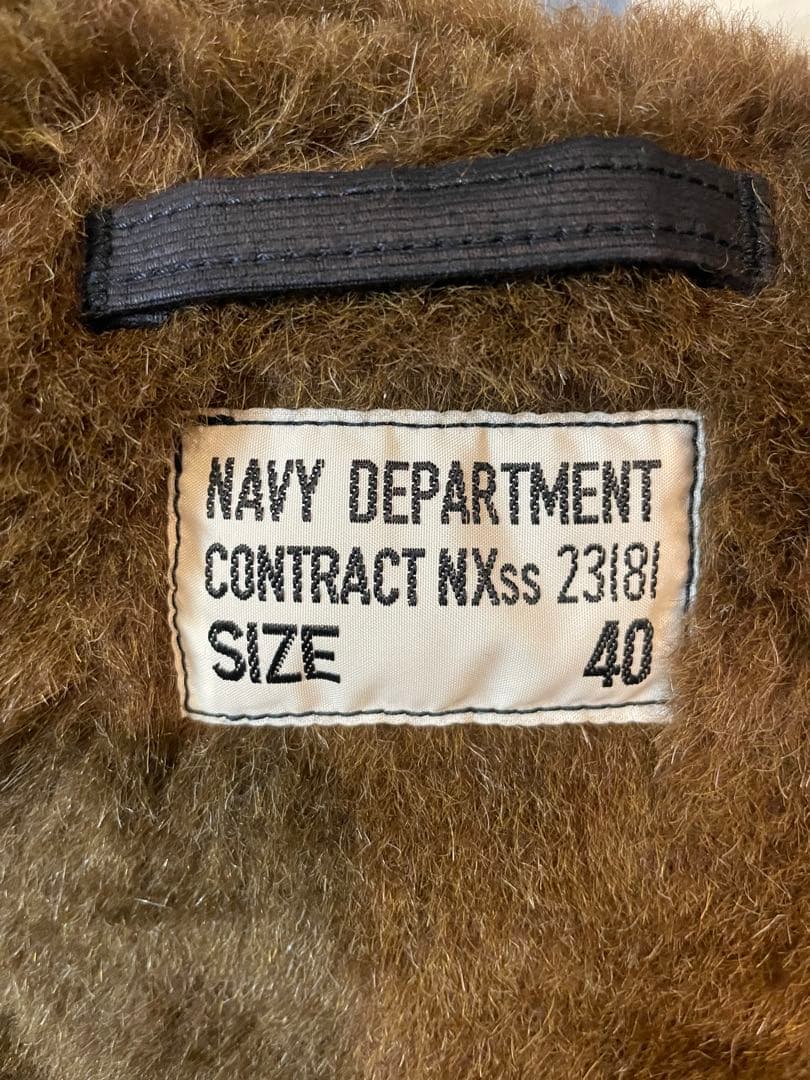 NAVY DEPARTMENT
CONTRACT NXss 23181
SIZE 40